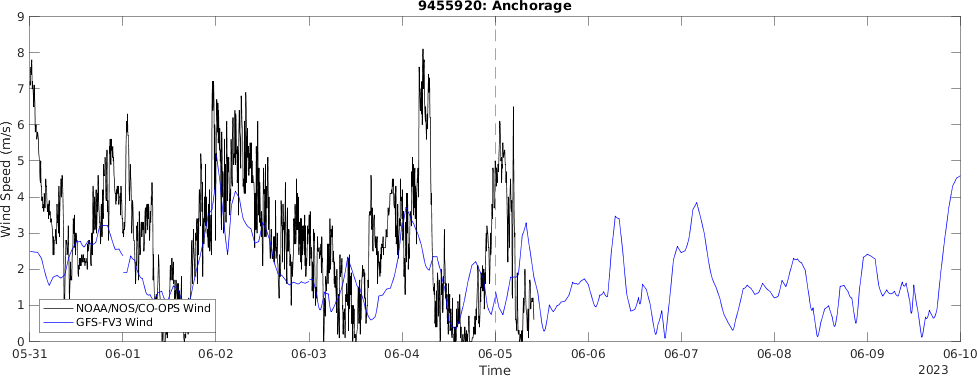 9455920: Anchorage
9
8
7
6
5
4
3
2
1
0
Wind Speed (m/s)
NOAA/NOS/CO-OPS Wind
GFS-FV3 Wind
05-31 06-01 06-02 06-03 06-04 06-05 06-06 06-07 06-08 06-09 06-10
Time
2023